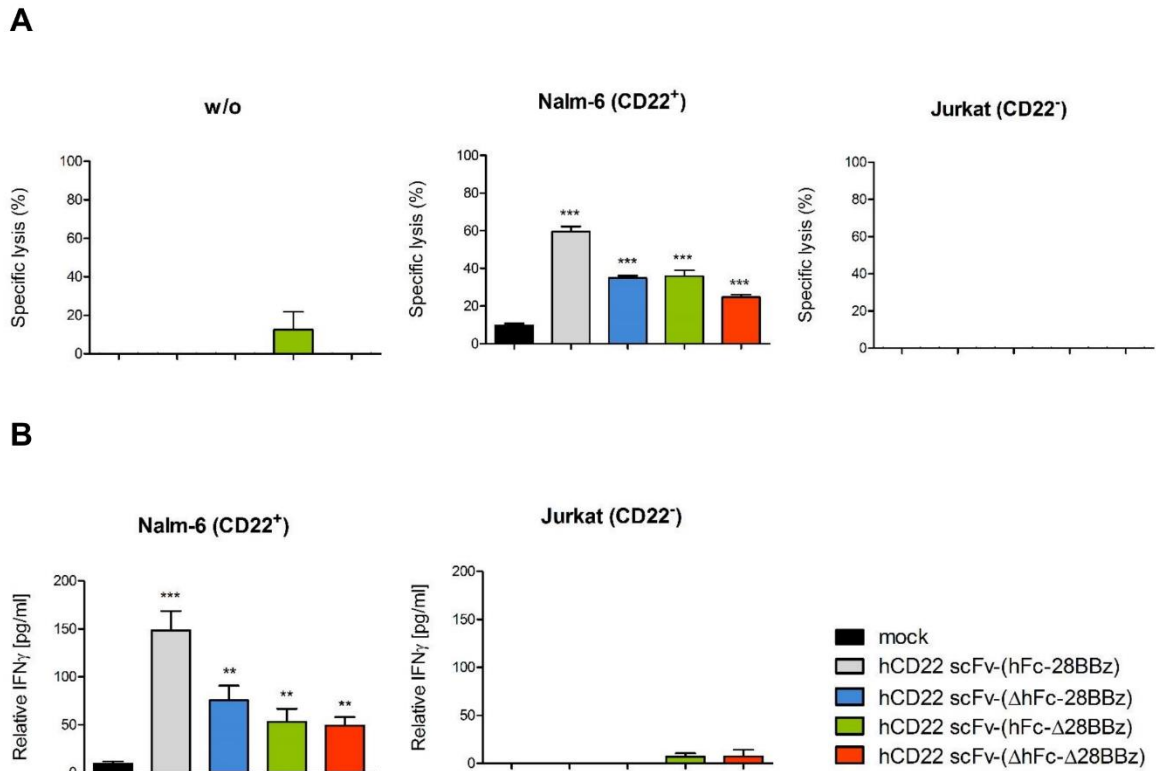 A
w/o
Specific lysis (%)
100
80
60
40
20
0
Nalm-6 (CD22⁺)
Specific lysis (%)
100
80
60
40
20
0
***
***
***
***
Jurkat (CD22⁻)
Specific lysis (%)
100
80
60
40
20
0
B
Nalm-6 (CD22⁺)
Relative IFNγ [pg/ml]
200
150
100
50
0
***
**
**
**
Jurkat (CD22⁻)
Relative IFNγ [pg/ml]
200
150
100
50
0
mock
hCD22 scFv-(hFc-28BBz)
hCD22 scFv-(ΔhFc-28BBz)
hCD22 scFv-(hFc-Δ28BBz)
hCD22 scFv-(ΔhFc-Δ28BBz)